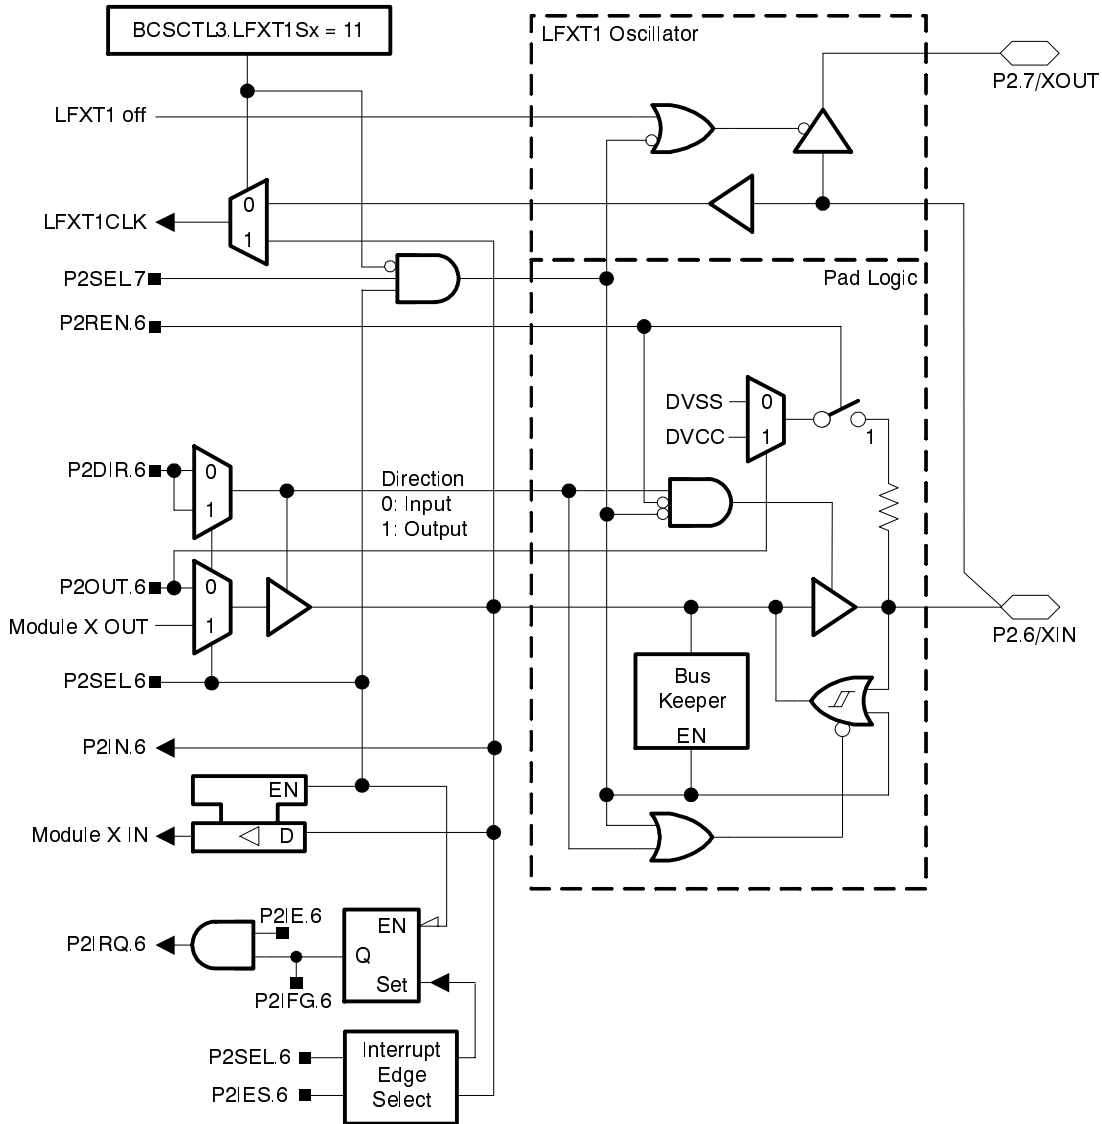 BCSCTL3.LFXT1Sx = 11
LFXT1 Oscillator
P2.7/XOUT
LFXT1 off
0
LFXT1CLK
1
P2SEL.7
Pad Logic
P2REN.6
DVSS
0
DVCC
1
1
P2DIR.6
0
1
Direction
0: Input
1: Output
P2OUT.6
0
Module X OUT
1
P2.6/XIN
P2SEL.6
Bus
Keeper
EN
P2IN.6
EN
Module X IN
D
P2IE.6
EN
P2IRQ.6
Q
Set
P2IFG.6
P2SEL.6
P2IES.6
Interrupt
Edge
Select